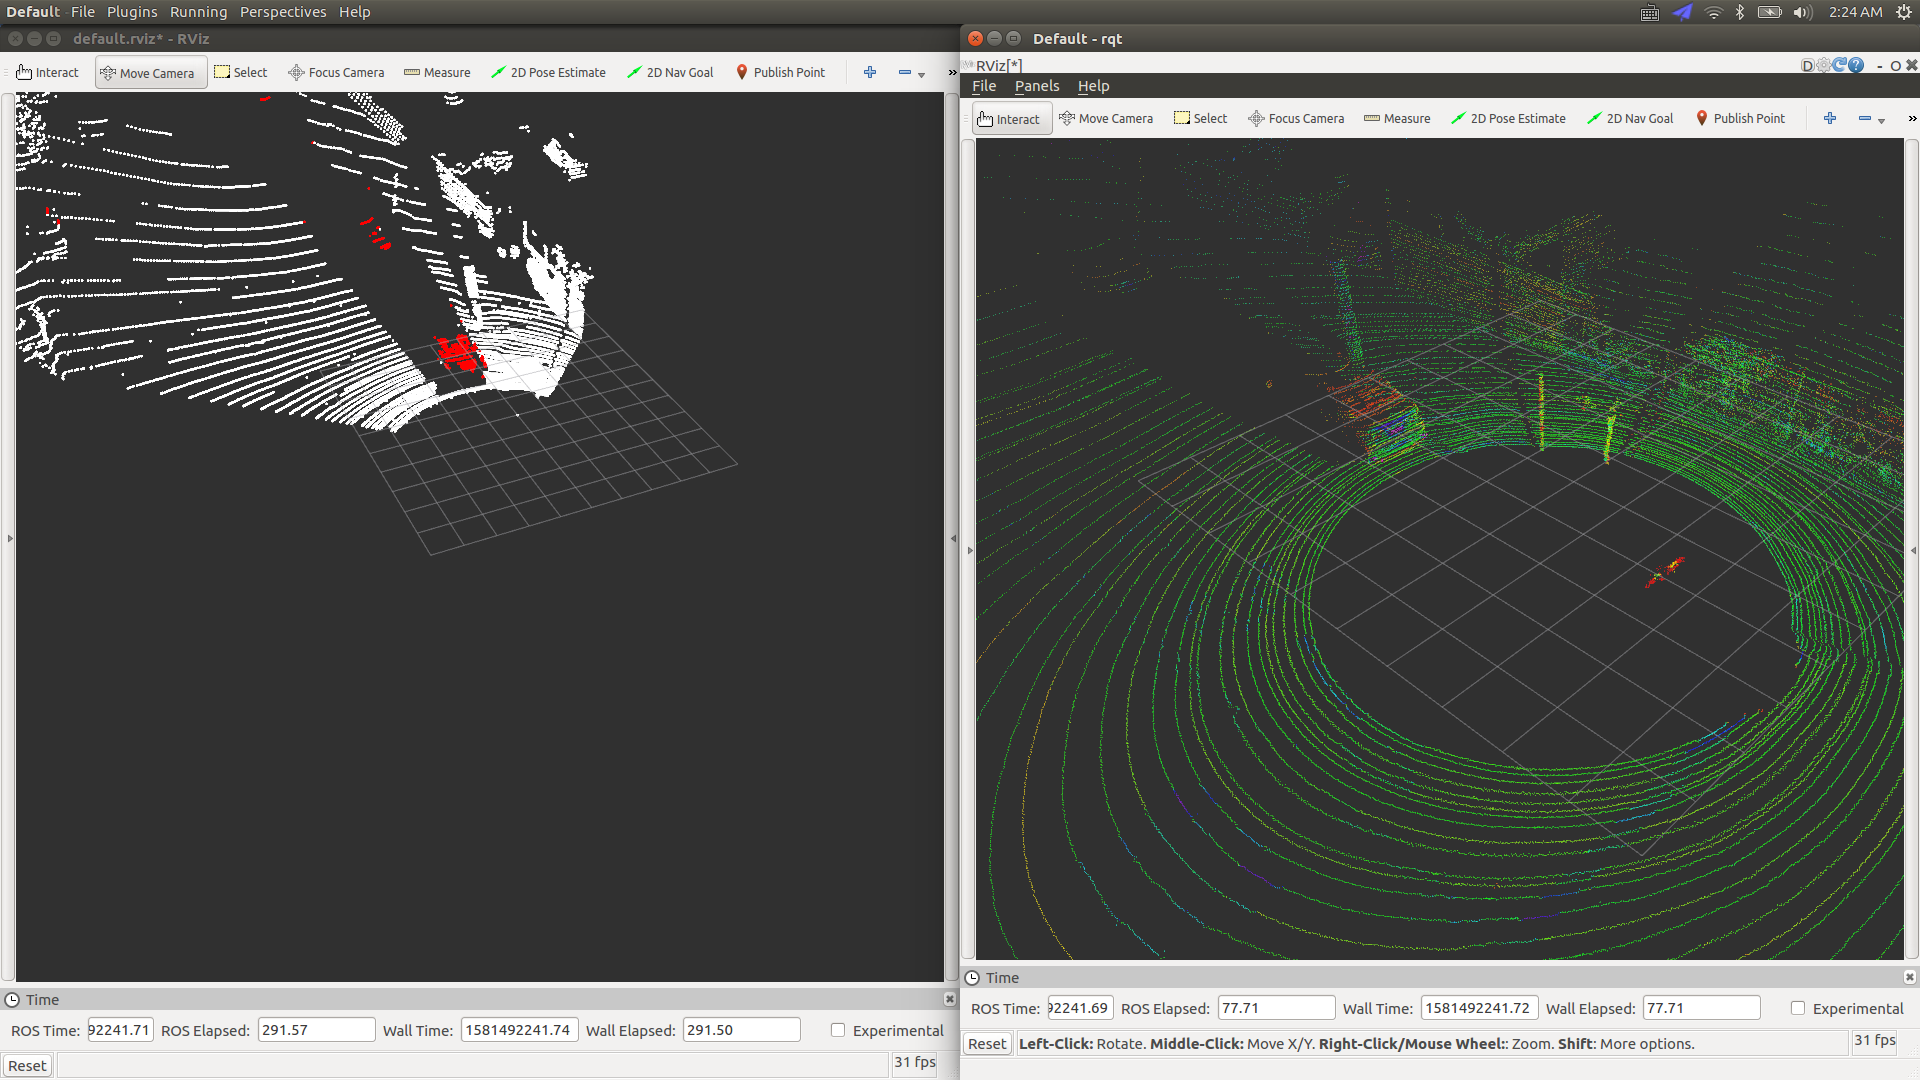 Default - File Plugins Running Perspectives Help 2:24 AM
default.rviz* - RViz
Interact Move Camera Select Focus Camera Measure 2D Pose Estimate 2D Nav Goal Publish Point »
Time
ROS Time: 92241.71 ROS Elapsed: 291.57 Wall Time: 1581492241.74 Wall Elapsed: 291.50 Experimental
Reset 31 fps
Default - rqt
RViz[*] D ? - O
File Panels Help
Interact Move Camera Select Focus Camera Measure 2D Pose Estimate 2D Nav Goal Publish Point »
Time
ROS Time: 92241.69 ROS Elapsed: 77.71 Wall Time: 1581492241.72 Wall Elapsed: 77.71 Experimental
Reset Left-Click: Rotate. Middle-Click: Move X/Y. Right-Click/Mouse Wheel:: Zoom. Shift: More options. 31 fps